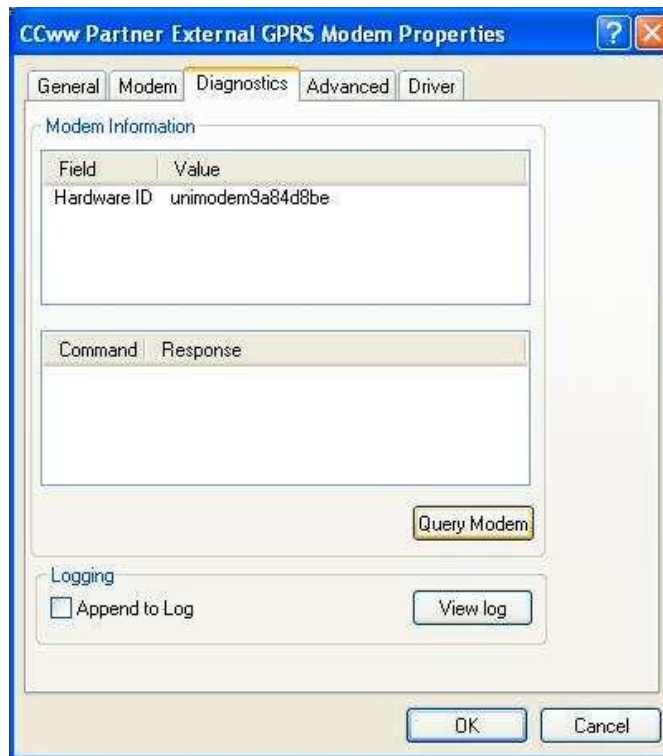 CCww Partner External GPRS Modem Properties
General Modem Diagnostics Advanced Driver
Modem Information
Field Value
Hardware ID unimodem9a84d8be
Command Response
Query Modem
Logging
Append to Log View log
OK Cancel